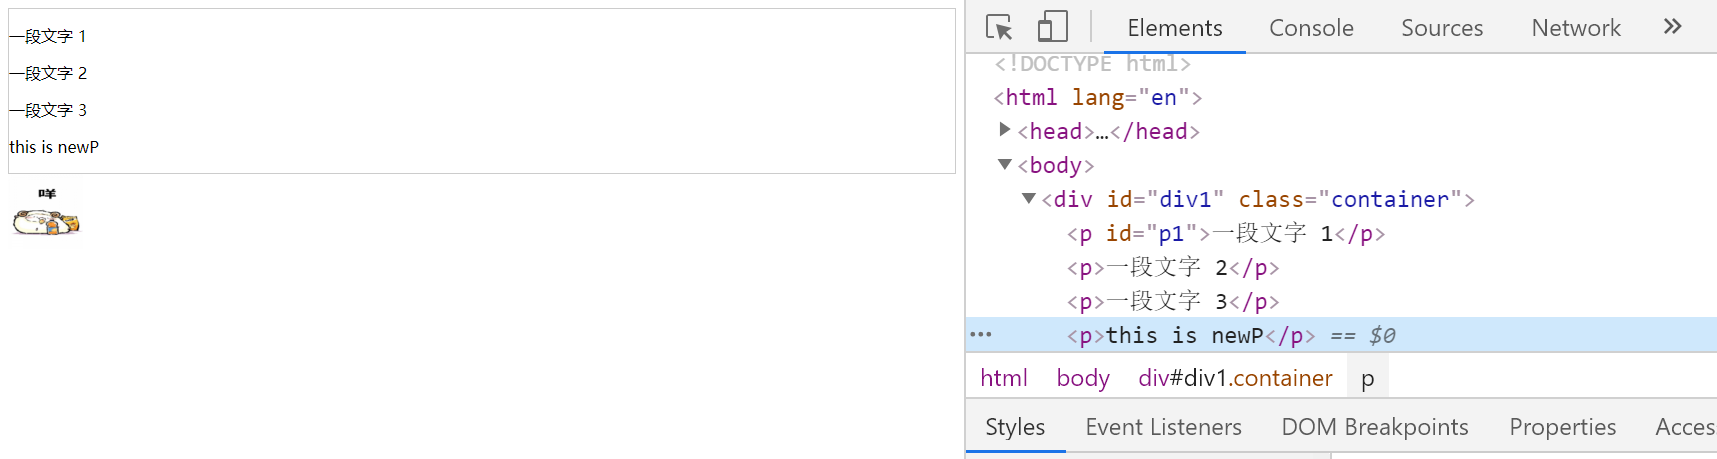 一段文字 1
一段文字 2
一段文字 3
this is newP
咩
Elements Console Sources Network
<!DOCTYPE html>
<html lang="en">
<head>…</head>
<body>
<div id="div1" class="container">
<p id="p1">一段文字 1</p>
<p>一段文字 2</p>
<p>一段文字 3</p>
<p>this is newP</p> == $0
html body div#div1.container p
Styles Event Listeners DOM Breakpoints Properties Access